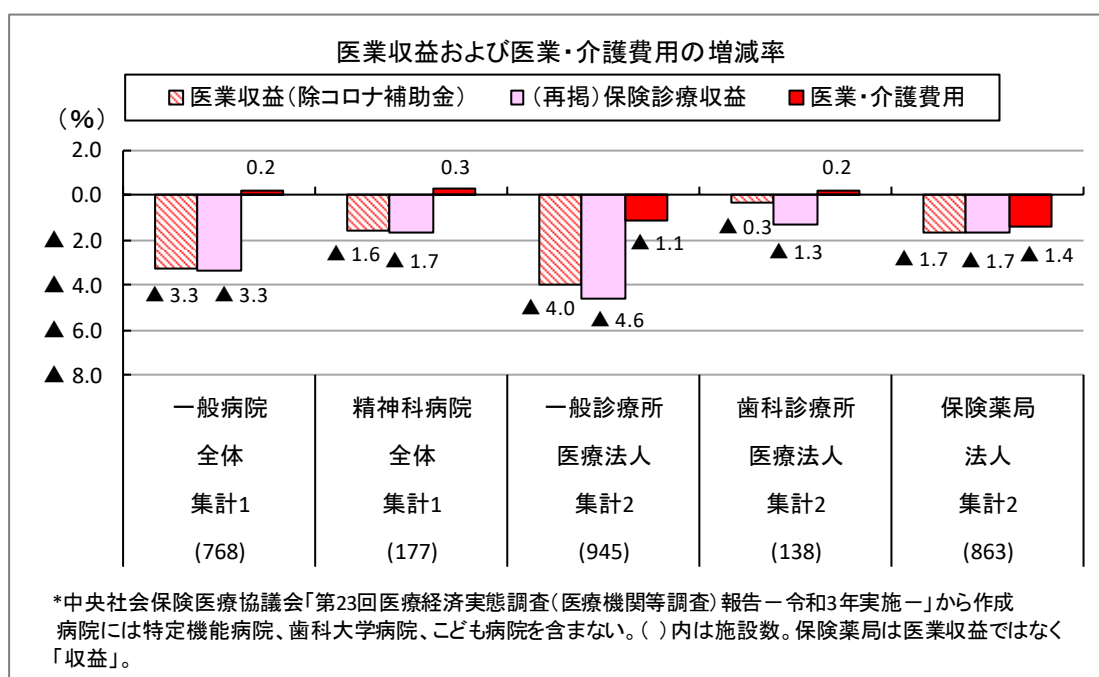 医業収益および医業・介護費用の増減率
医業収益（除コロナ補助金） （再掲）保険診療収益 医業・介護費用
（％）
2.0
0.0
▲ 2.0
▲ 4.0
▲ 6.0
▲ 8.0
▲ 3.3 ▲ 3.3 0.2
▲ 1.6 ▲ 1.7 0.3
▲ 4.0 ▲ 4.6 ▲ 1.1
▲ 0.3 ▲ 1.3 0.2
▲ 1.7 ▲ 1.7 ▲ 1.4
一般病院 精神科病院 一般診療所 歯科診療所 保険薬局
全体 全体 医療法人 医療法人 法人
集計1 集計1 集計2 集計2 集計2
(768) (177) (945) (138) (863)
*中央社会保険医療協議会「第23回医療経済実態調査（医療機関等調査）報告－令和3年実施－」から作成
病院には特定機能病院、歯科大学病院、こども病院を含まない。（ ）内は施設数。保険薬局は医業収益ではなく
「収益」。